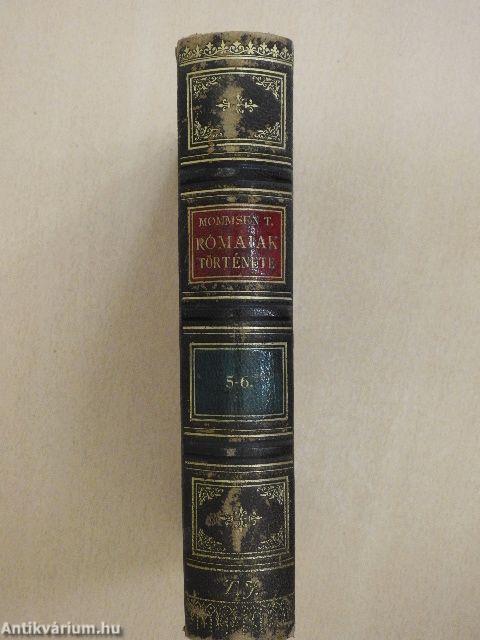 MOMMSEN T.
RÓMAIAK
TÖRTÉNETE
5-6.
Antikvárium.hu